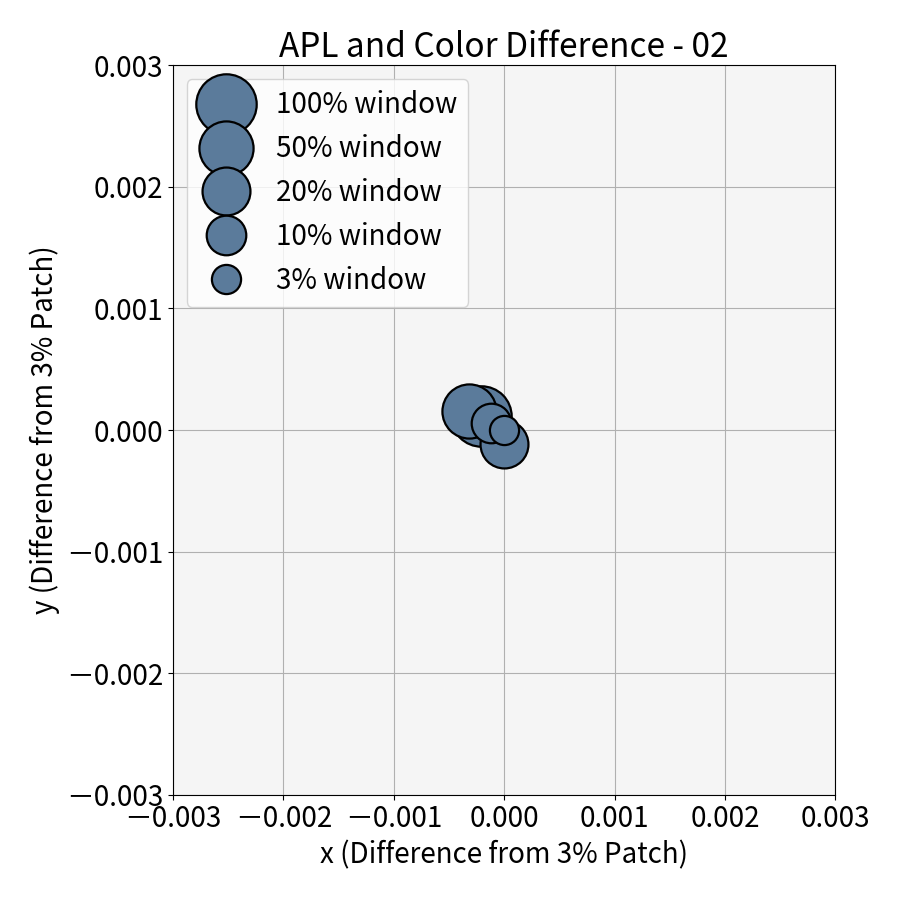 APL and Color Difference - 02
0.003
0.002
0.001
0.000
−0.001
−0.002
−0.003
y (Difference from 3% Patch)
100% window
50% window
20% window
10% window
3% window
−0.003 −0.002 −0.001 0.000 0.001 0.002 0.003
x (Difference from 3% Patch)